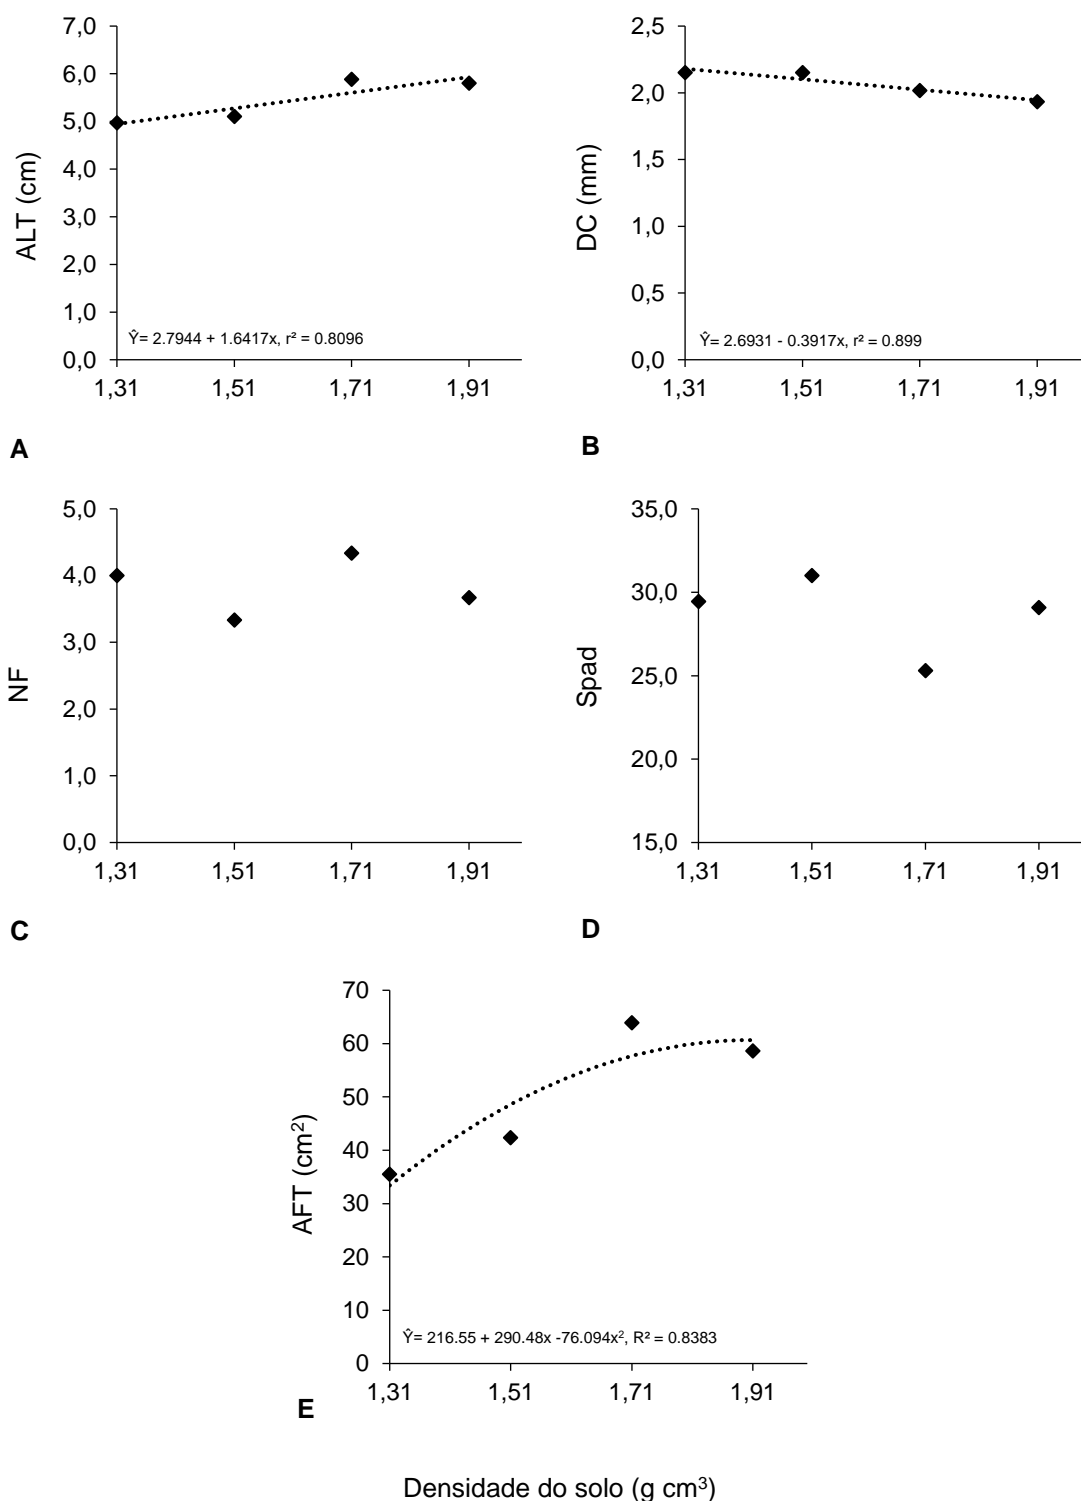 7,0
6,0
5,0
4,0
3,0
2,0
1,0
0,0
ALT (cm)
Ŷ= 2.7944 + 1.6417x, r² = 0.8096
1,31 1,51 1,71 1,91
A
2,5
2,0
1,5
1,0
0,5
0,0
DC (mm)
Ŷ= 2.6931 - 0.3917x, r² = 0.899
1,31 1,51 1,71 1,91
B
5,0
4,0
3,0
2,0
1,0
0,0
NF
1,31 1,51 1,71 1,91
C
35,0
30,0
25,0
20,0
15,0
Spad
1,31 1,51 1,71 1,91
D
70
60
50
40
30
20
10
0
AFT (cm²)
Ŷ= 216.55 + 290.48x -76.094x², R² = 0.8383
1,31 1,51 1,71 1,91
E
Densidade do solo (g cm³)